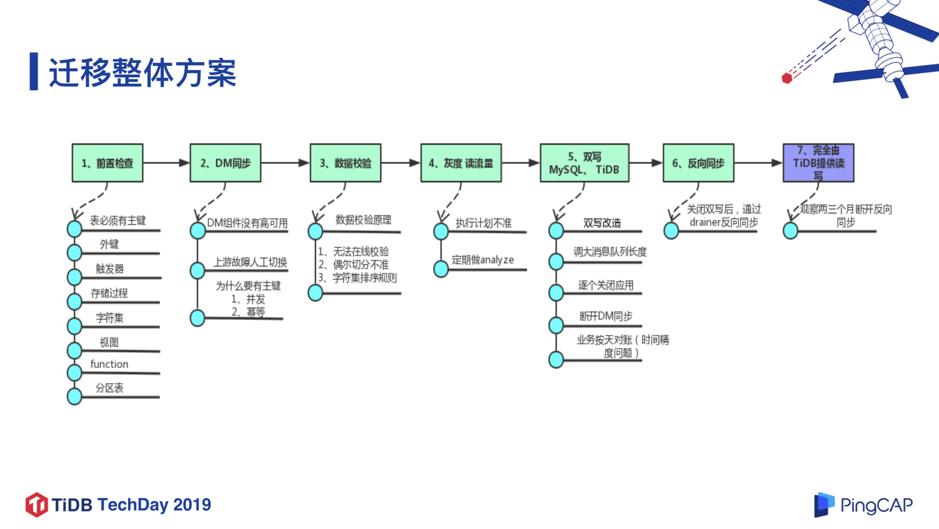 迁移整体方案
1、前置检查
2、DM同步
3、数据校验
4、灰度 读流量
5、双写
MySQL、 TiDB
6、反向同步
7、完全由
TiDB提供读
写
表必须有主键
外键
触发器
存储过程
字符集
视图
function
分区表
DM组件没有高可用
上游故障人工切换
为什么要有主键
1、并发
2、幂等
数据校验原理
1、无法在线校验
2、偶尔切分不准
3、字符集排序规则
执行计划不准
定期做analyze
双写改造
调大消息队列长度
逐个关闭应用
断开DM同步
业务按天对账（时间精
度问题）
关闭双写后，通过
drainer反向同步
观察两三个月断开反向
同步
TiDB TechDay 2019
PingCAP